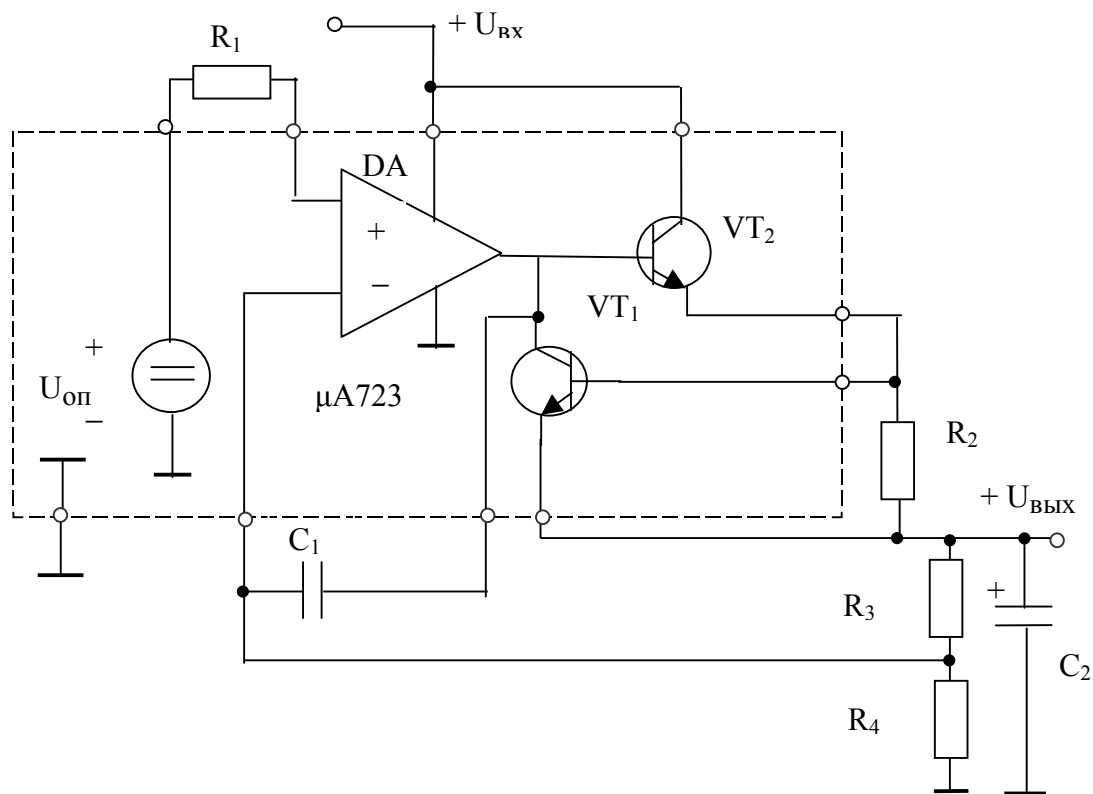 + Uвх
R1
DA
+
−
VT2
VT1
+
Uоп
−
μA723
R2
+ Uвых
C1
R3
+
C2
R4